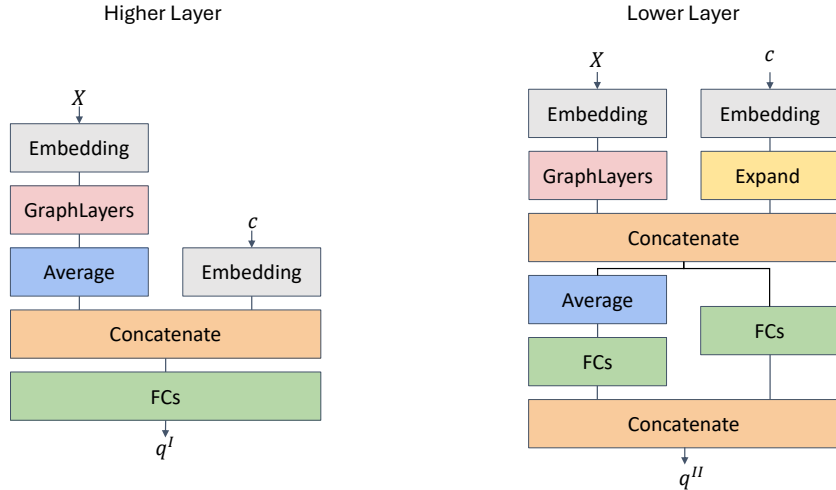 Higher Layer
X
Embedding
GraphLayers
c
Average
Embedding
Concatenate
FCs
q^I
Lower Layer
X
c
Embedding
Embedding
GraphLayers
Expand
Concatenate
Average
FCs
FCs
Concatenate
q^{II}